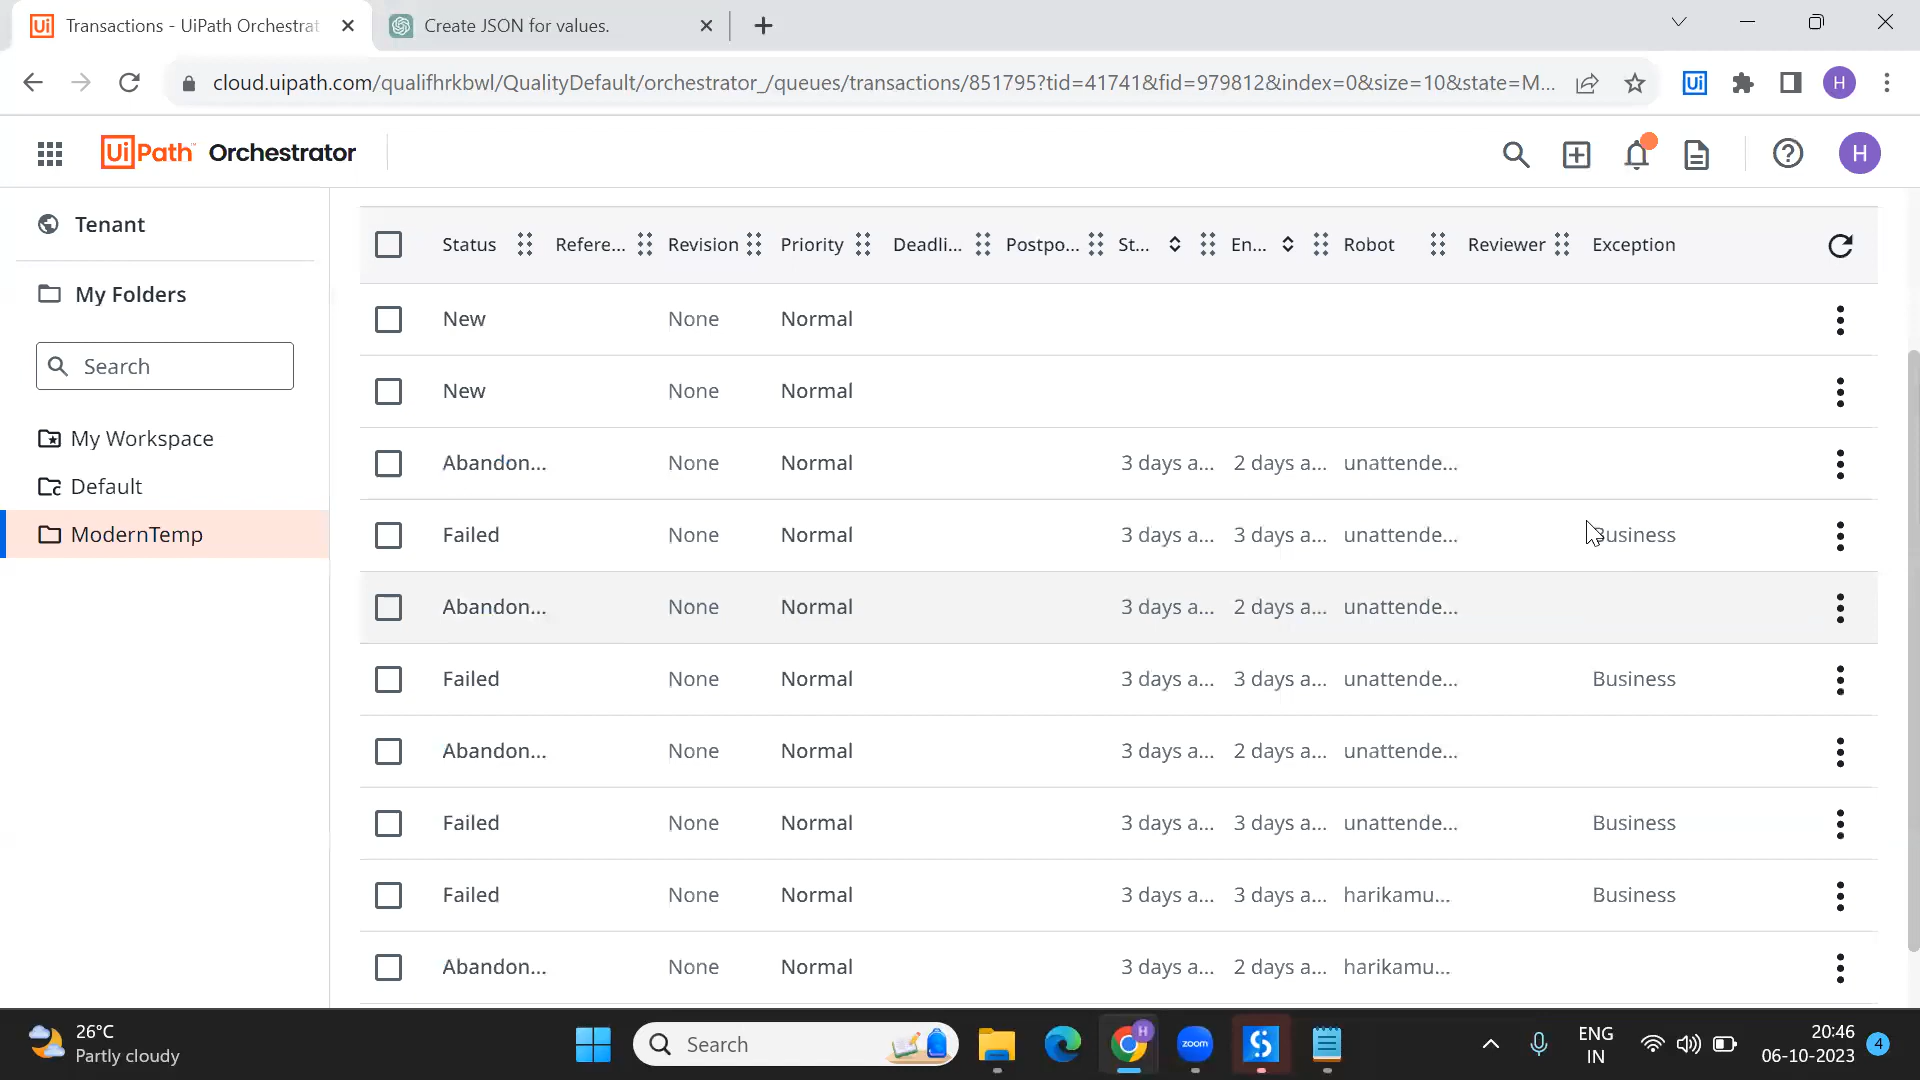 Transactions - UiPath Orchestrat
Create JSON for values.
cloud.uipath.com/qualifhrkbwl/QualityDefault/orchestrator_/queues/transactions/851795?tid=41741&fid=979812&index=0&size=10&state=M...
Ui
H
UiPath Orchestrator
H
Tenant
My Folders
Search
My Workspace
Default
ModernTemp
Status Refere... Revision Priority Deadli... Postpo... St... En... Robot Reviewer Exception
New None Normal
New None Normal
Abandon... None Normal 3 days a... 2 days a... unattende...
Failed None Normal 3 days a... 3 days a... unattende... Business
Abandon... None Normal 3 days a... 2 days a... unattende...
Failed None Normal 3 days a... 3 days a... unattende... Business
Abandon... None Normal 3 days a... 2 days a... unattende...
Failed None Normal 3 days a... 3 days a... unattende... Business
Failed None Normal 3 days a... 3 days a... harikamu... Business
Abandon... None Normal 3 days a... 2 days a... harikamu...
26°C
Partly cloudy
Search
H
zoom
ENG
IN
20:46
06-10-2023
4